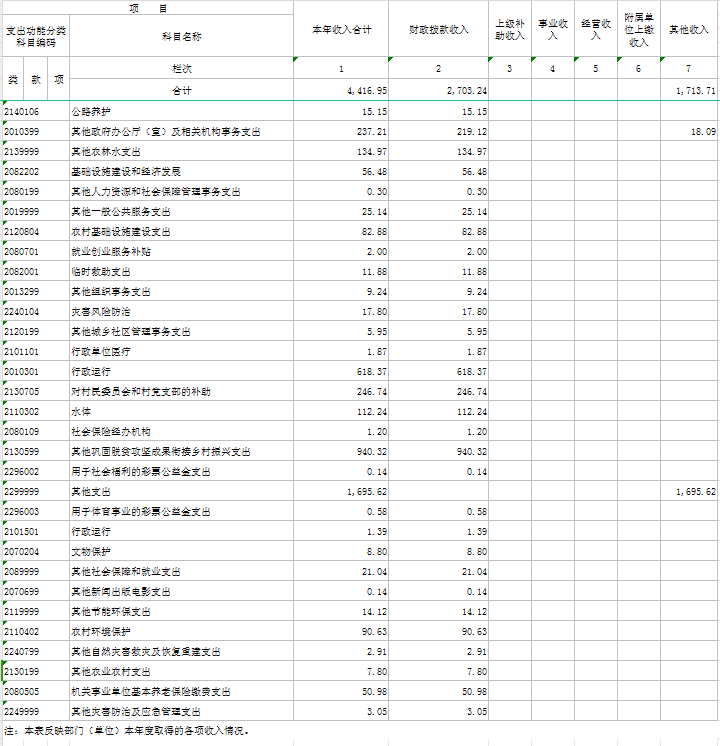 项 目
支出功能分类科目编码 科目名称 本年收入合计 财政拨款收入 上级补助收入 事业收入 经营收入 附属单位上缴收入 其他收入
类 款 项 栏次 1 2 3 4 5 6 7
合计 4,416.95 2,703.24 1,713.71
2140106 公路养护 15.15 15.15
2010399 其他政府办公厅（室）及相关机构事务支出 237.21 219.12 18.09
2139999 其他农林水支出 134.97 134.97
2082202 基础设施建设和经济发展 56.48 56.48
2080199 其他人力资源和社会保障管理事务支出 0.30 0.30
2019999 其他一般公共服务支出 25.14 25.14
2120804 农村基础设施建设支出 82.88 82.88
2080701 就业创业服务补贴 2.00 2.00
2082001 临时救助支出 11.88 11.88
2013299 其他组织事务支出 9.24 9.24
2240104 灾害风险防治 17.80 17.80
2120199 其他城乡社区管理事务支出 5.95 5.95
2101101 行政单位医疗 1.87 1.87
2010301 行政运行 618.37 618.37
2130705 对村民委员会和村党支部的补助 246.74 246.74
2110302 水体 112.24 112.24
2080109 社会保险经办机构 1.20 1.20
2130599 其他巩固脱贫攻坚成果衔接乡村振兴支出 940.32 940.32
2296002 用于社会福利的彩票公益金支出 0.14 0.14
2299999 其他支出 1,695.62 1,695.62
2296003 用于体育事业的彩票公益金支出 0.58 0.58
2101501 行政运行 1.39 1.39
2070204 文物保护 8.80 8.80
2089999 其他社会保障和就业支出 21.04 21.04
2070699 其他新闻出版电影支出 0.14 0.14
2119999 其他节能环保支出 14.12 14.12
2110402 农村环境保护 90.63 90.63
2240799 其他自然灾害救灾及恢复重建支出 2.91 2.91
2130199 其他农业农村支出 7.80 7.80
2080505 机关事业单位基本养老保险缴费支出 50.98 50.98
2249999 其他灾害防治及应急管理支出 3.05 3.05
注：本表反映部门（单位）本年度取得的各项收入情况。